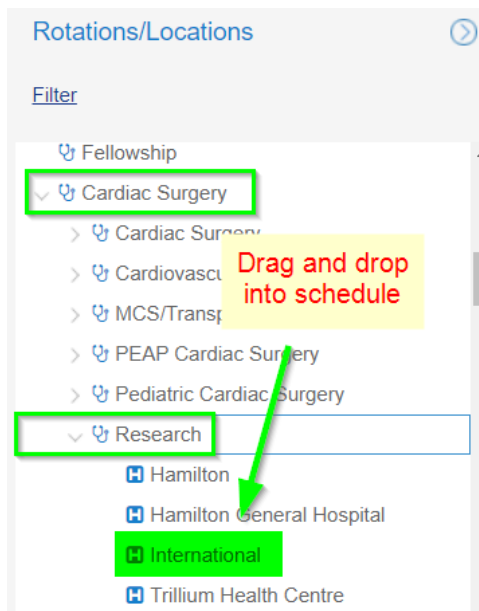 Rotations/Locations
Filter
Fellowship
Cardiac Surgery
Cardiac Surgery
Drag and drop
into schedule
MCS/Transp
PEAP Cardiac Surgery
Pediatric Cardiac Surgery
Research
Hamilton
Hamilton General Hospital
International
Trillium Health Centre